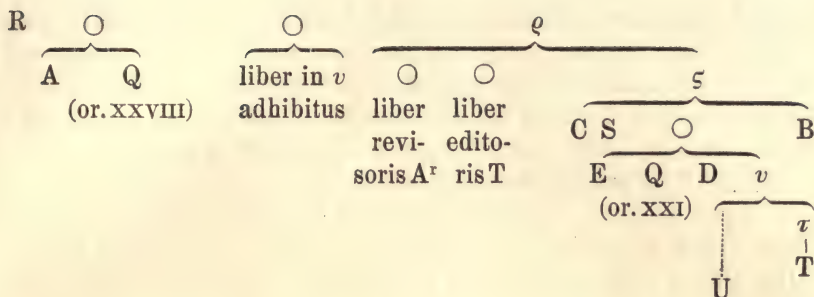 R ϱ
A Q liber in υ ς
(or. XXVIII) adhibitus liber liber C S B
revi- edito-
soris Aʳ ris T E Q D υ
(or. XXI)
τ
T
U